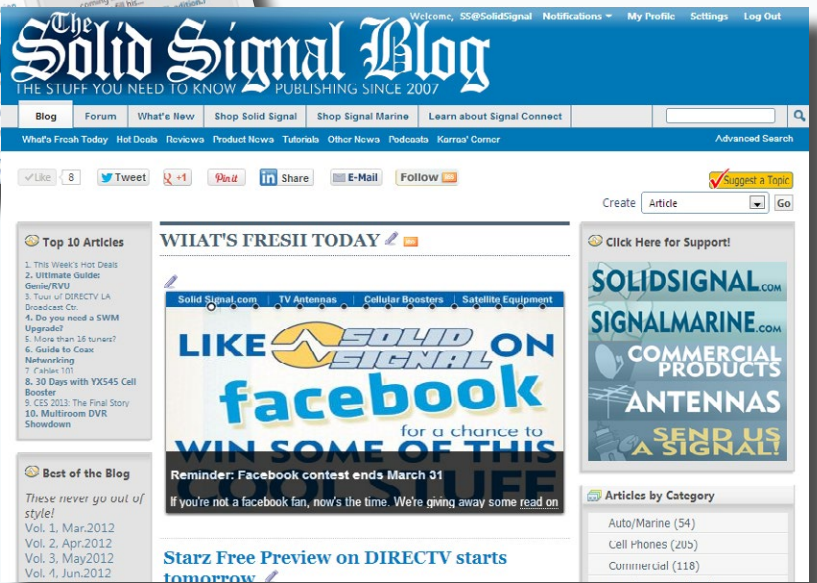 Welcome, SS@SolidSignal Notifications My Profile Settings Log Out
The
Solid Signal Blog
THE STUFF YOU NEED TO KNOW PUBLISHING SINCE 2007
Blog Forum What's New Shop Solid Signal Shop Signal Marine Learn about Signal Connect
What's Fresh Today Hot Deals Reviews Product News Tutorials Other News Podcasts Karras' Corner Advanced Search
Like 8 Tweet +1 Pin it in Share E-Mail Follow
Suggest a Topic
Create Article Go
Top 10 Articles
1. This Week's Hot Deals
2. Ultimate Guide:
Genie/RVU
3. Tour of DIRECTV LA
Broadcast Ctr.
4. Do you need a SWM
Upgrade?
5. More than 16 tuners?
6. Guide to Coax
Networking
7. Cables 101
8. 30 Days with YX545 Cell
Booster
9. CES 2013: The Final Story
10. Multiroom DVR
Showdown
Best of the Blog
These never go out of
style!
Vol. 1, Mar.2012
Vol. 2, Apr.2012
Vol. 3, May2012
Vol. 4, Jun.2012
WHAT'S FRESH TODAY
Solid Signal.com TV Antennas Cellular Boosters Satellite Equipment
LIKE SOLID SIGNAL ON
facebook
for a chance to
WIN SOME OF THIS
COOL STUFF
Reminder: Facebook contest ends March 31
If you're not a facebook fan, now's the time. We're giving away some read on
Starz Free Preview on DIRECTV starts
tomorrow
Click Here for Support!
SOLIDSIGNAL.COM
SIGNALMARINE.COM
COMMERCIAL
PRODUCTS
ANTENNAS
SEND US
A SIGNAL!
Articles by Category
Auto/Marine (54)
Cell Phones (205)
Commercial (118)